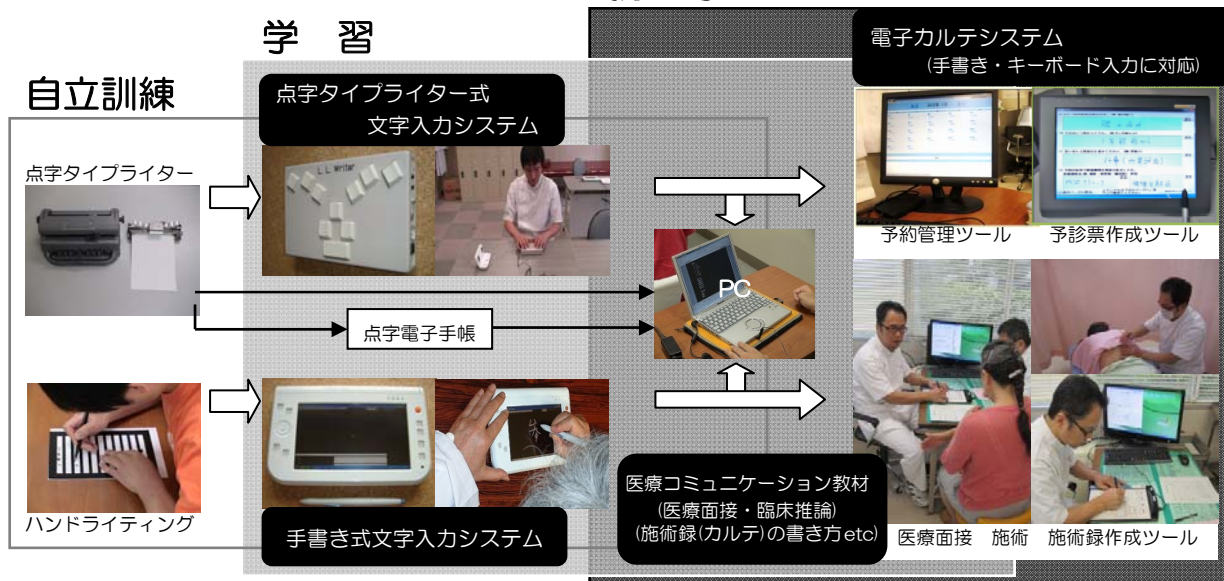 学 習
自立訓練
電子カルテシステム
(手書き・キーボード入力に対応)
点字タイプライター式
文字入力システム
点字タイプライター
L.L. Writer
予約管理ツール
予診票作成ツール
PC
点字電子手帳
ハンドライティング
手書き式文字入力システム
医療コミュニケーション教材
(医療面接・臨床推論)
(施術録(カルテ)の書き方etc)
医療面接 施術 施術録作成ツール